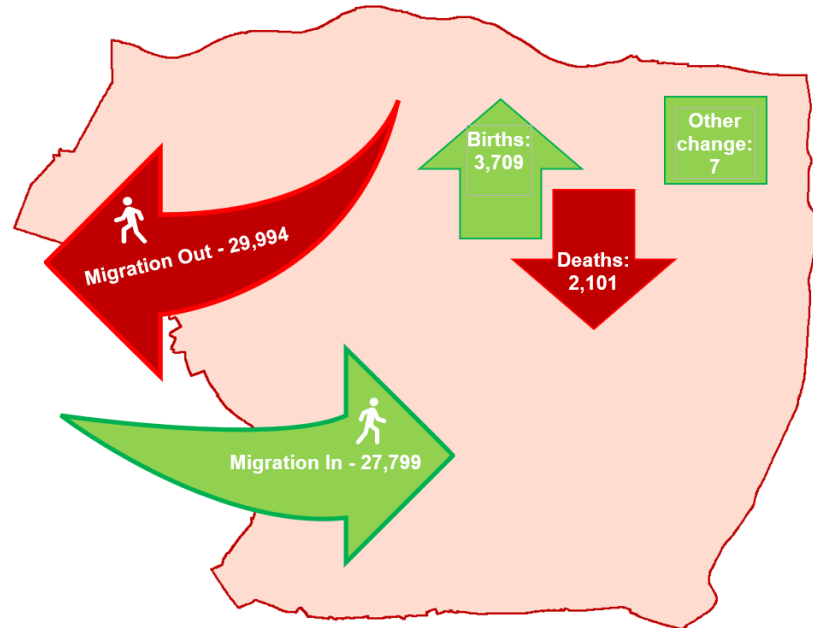 Births:
3,709
Other
change:
7
Migration Out - 29,994
Deaths:
2,101
Migration In - 27,799